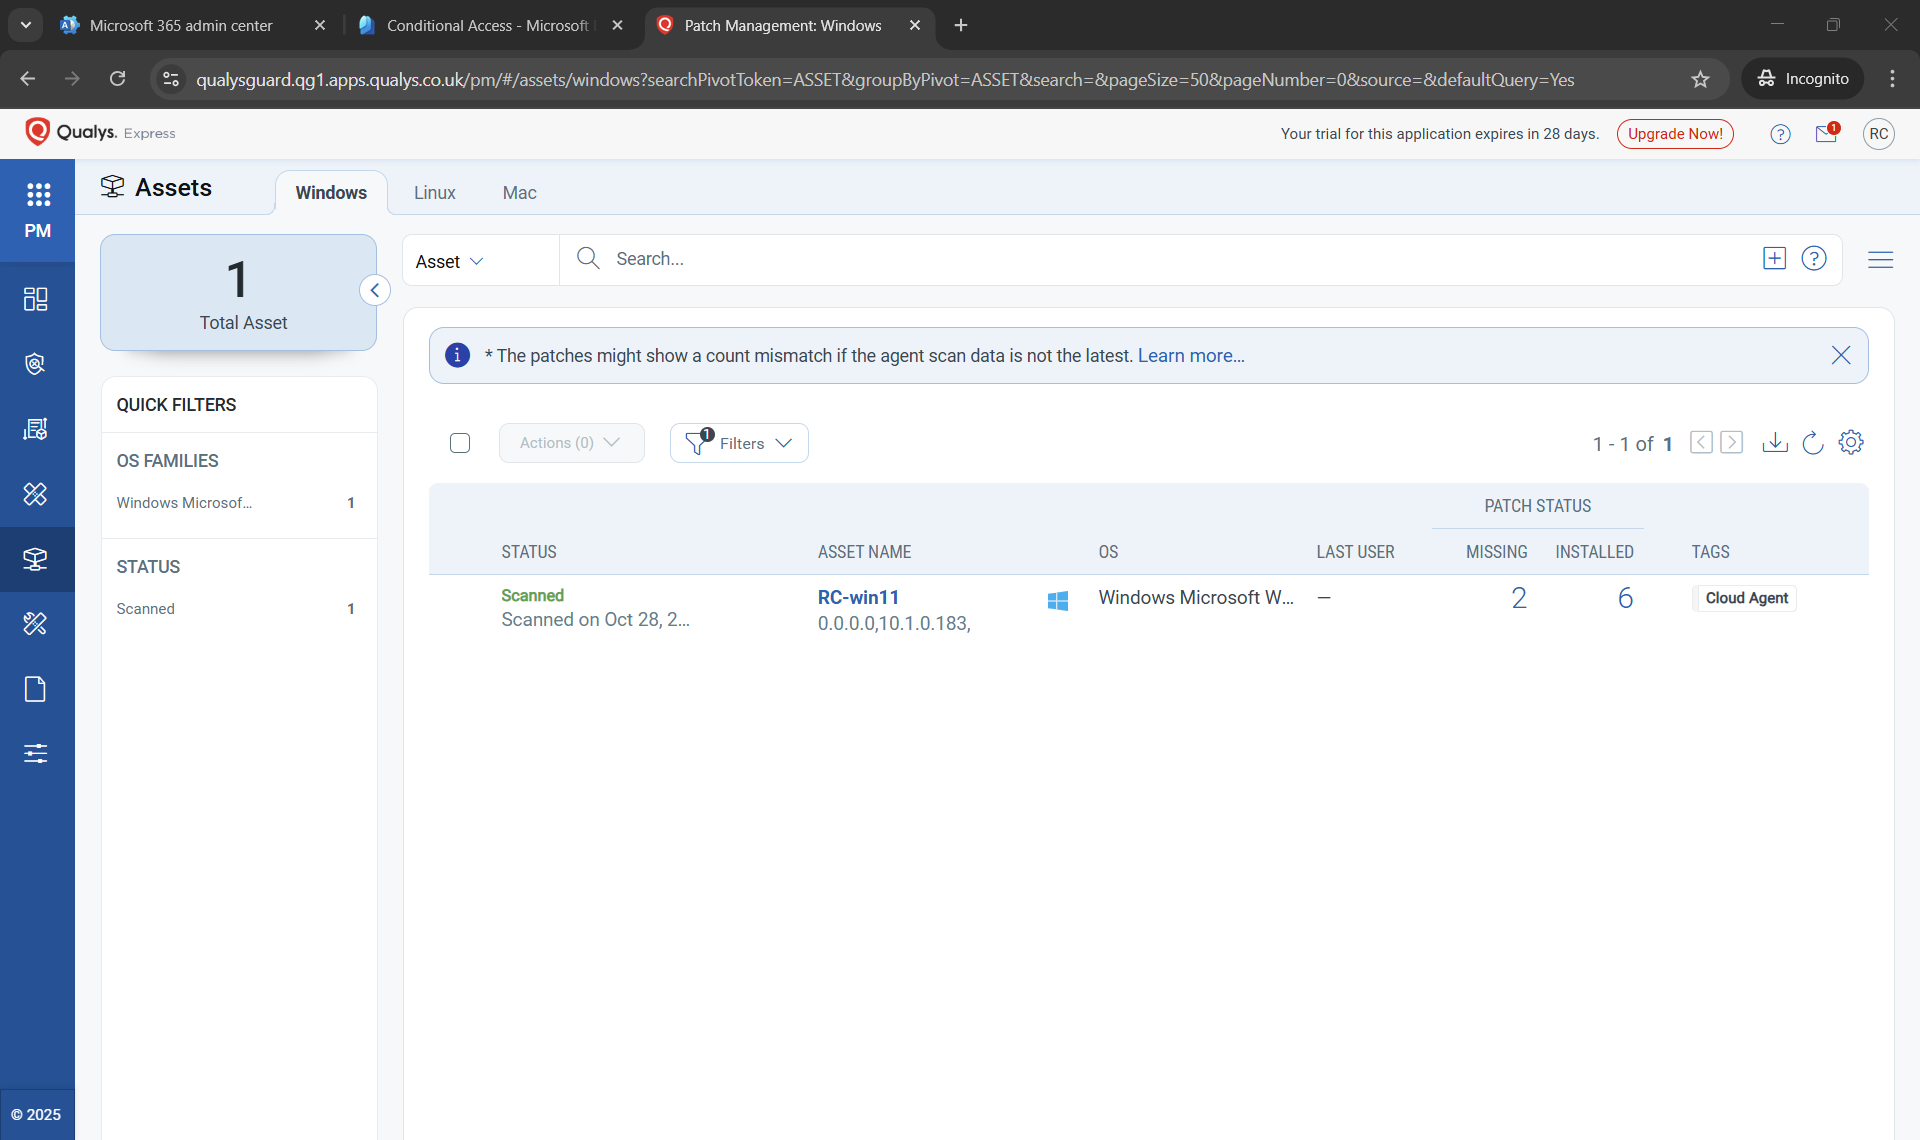 Microsoft 365 admin center
Conditional Access - Microsoft
Patch Management: Windows
qualysguard.qg1.apps.qualys.co.uk/pm/#/assets/windows?searchPivotToken=ASSET&groupByPivot=ASSET&search=&pageSize=50&pageNumber=0&source=&defaultQuery=Yes
Incognito
Qualys. Express
Your trial for this application expires in 28 days.
Upgrade Now!
1
RC
PM
Assets
Windows
Linux
Mac
1
Total Asset
Asset
Search...
* The patches might show a count mismatch if the agent scan data is not the latest. Learn more...
QUICK FILTERS
OS FAMILIES
Windows Microsof... 1
STATUS
Scanned 1
Actions (0)
1
Filters
1 - 1 of 1
PATCH STATUS
STATUS
ASSET NAME
OS
LAST USER
MISSING
INSTALLED
TAGS
Scanned
Scanned on Oct 28, 2...
RC-win11
0.0.0.0,10.1.0.183,
Windows Microsoft W...
—
2
6
Cloud Agent
© 2025